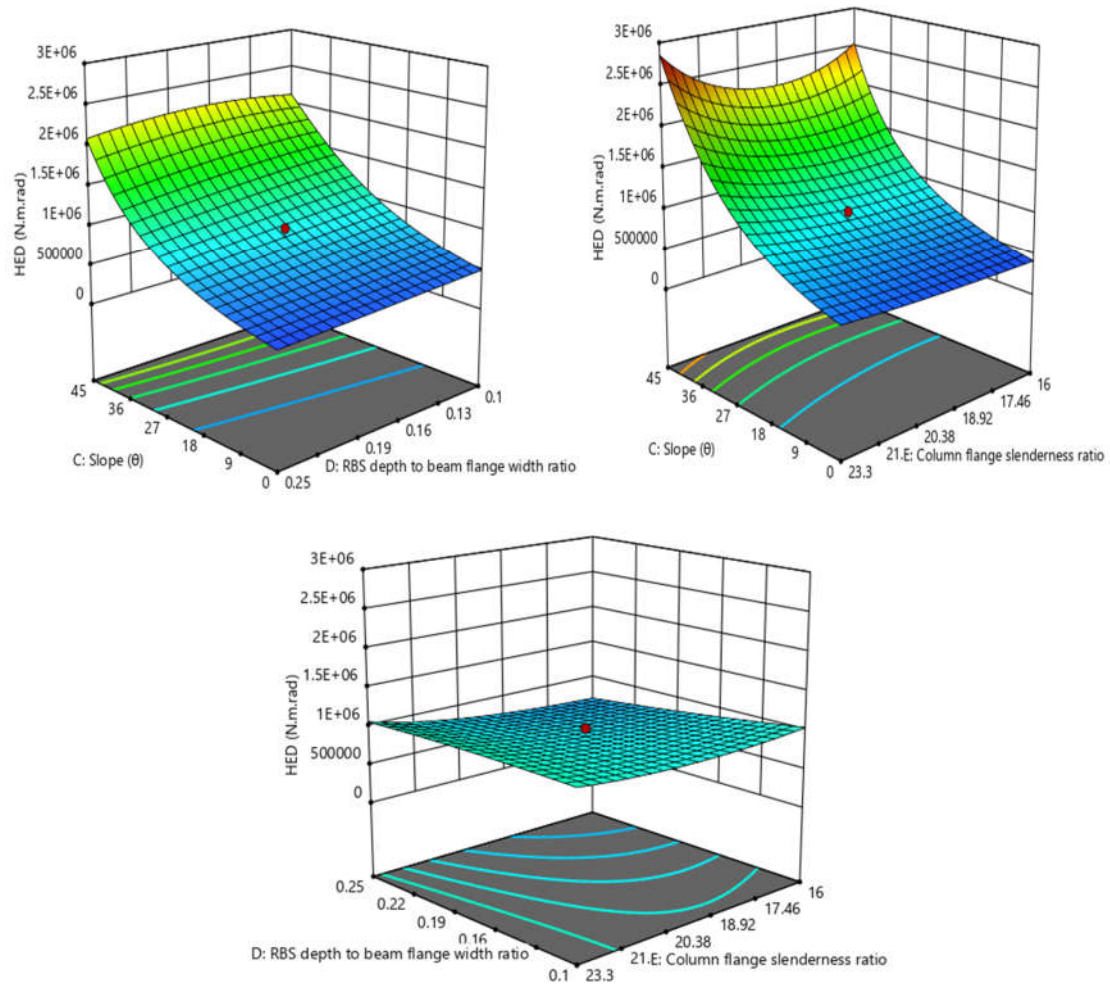 3E+06
2.5E+06
2E+06
1.5E+06
1E+06
500000
0
HED (N.m.rad)
45
36
27
18
9
0
C: Slope (θ)
0.25
0.19
0.16
0.13
0.1
D: RBS depth to beam flange width ratio
3E+06
2.5E+06
2E+06
1.5E+06
1E+06
500000
0
HED (N.m.rad)
45
36
27
18
9
0
C: Slope (θ)
23.3
21.E: Column flange slenderness ratio
20.38
18.92
17.46
16
3E+06
2.5E+06
2E+06
1.5E+06
1E+06
500000
0
HED (N.m.rad)
0.25
0.22
0.19
0.16
0.1
D: RBS depth to beam flange width ratio
23.3
21.E: Column flange slenderness ratio
20.38
18.92
17.46
16